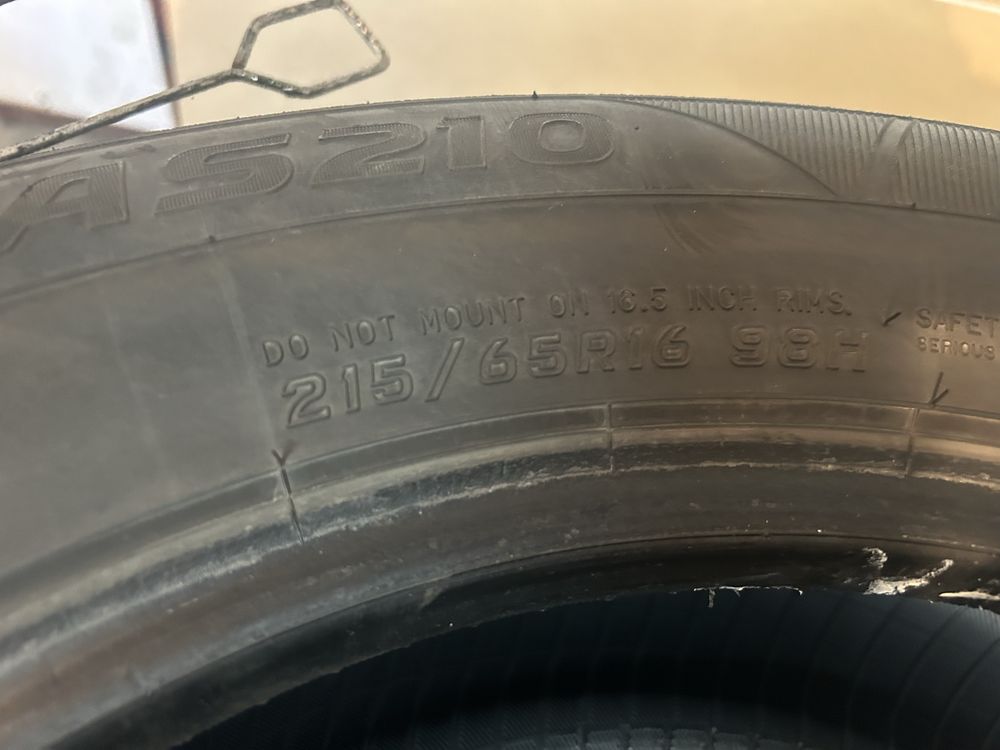 AS210
DO NOT MOUNT ON 16.5 INCH RIMS.
215/65R16 98H
SAFET
SERIOUS